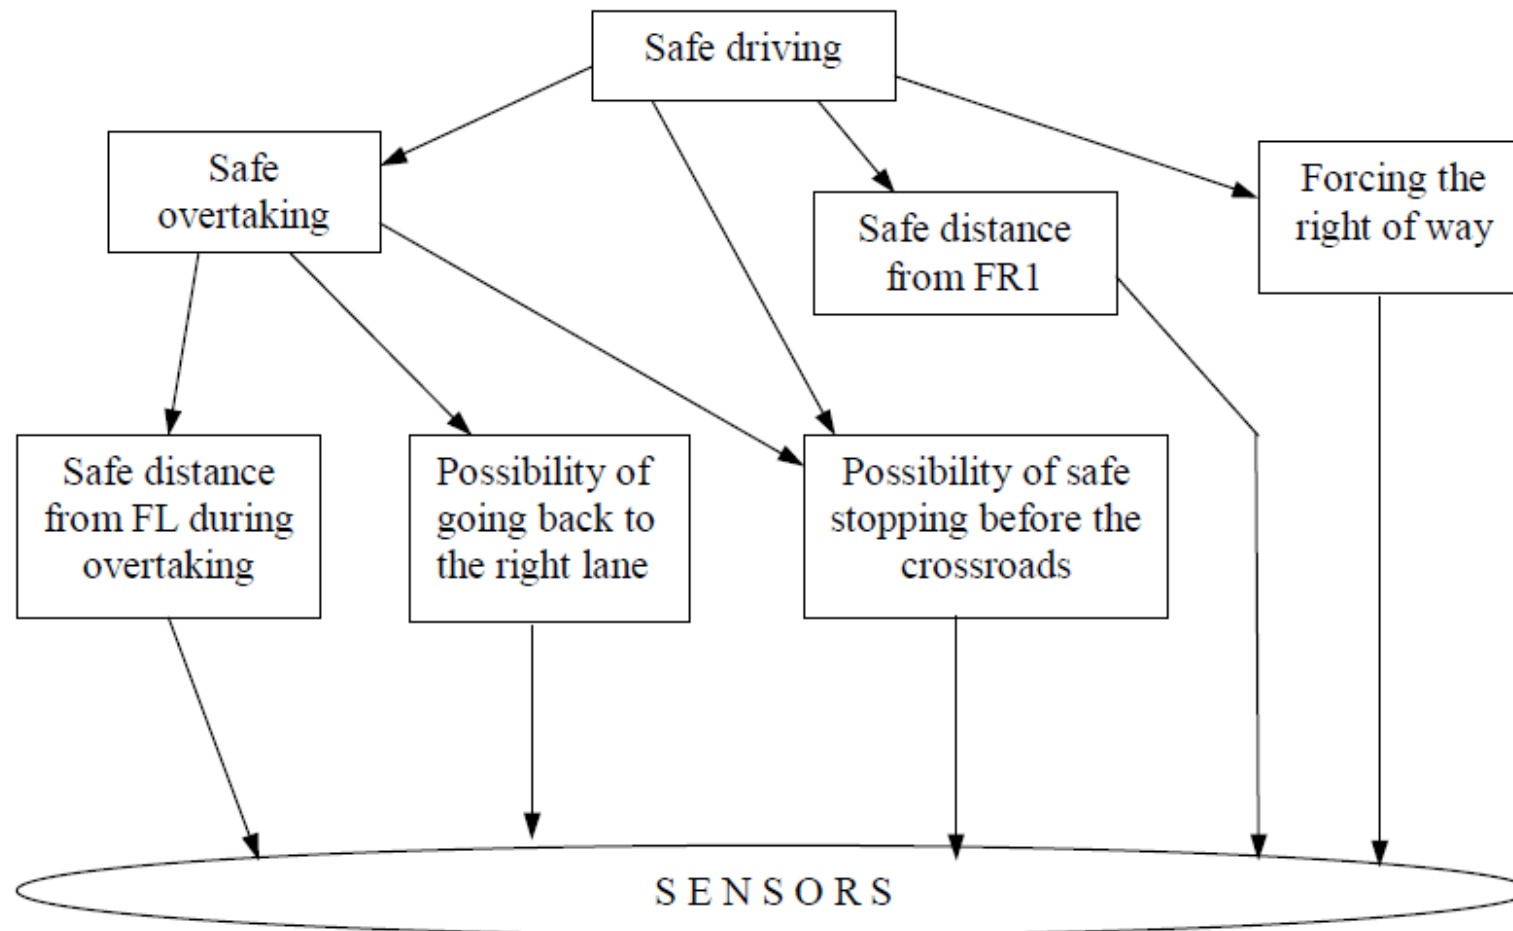 Safe driving
Safe
overtaking
Forcing the
right of way
Safe distance
from FR1
Safe distance
from FL during
overtaking
Possibility of
going back to
the right lane
Possibility of safe
stopping before the
crossroads
S E N S O R S